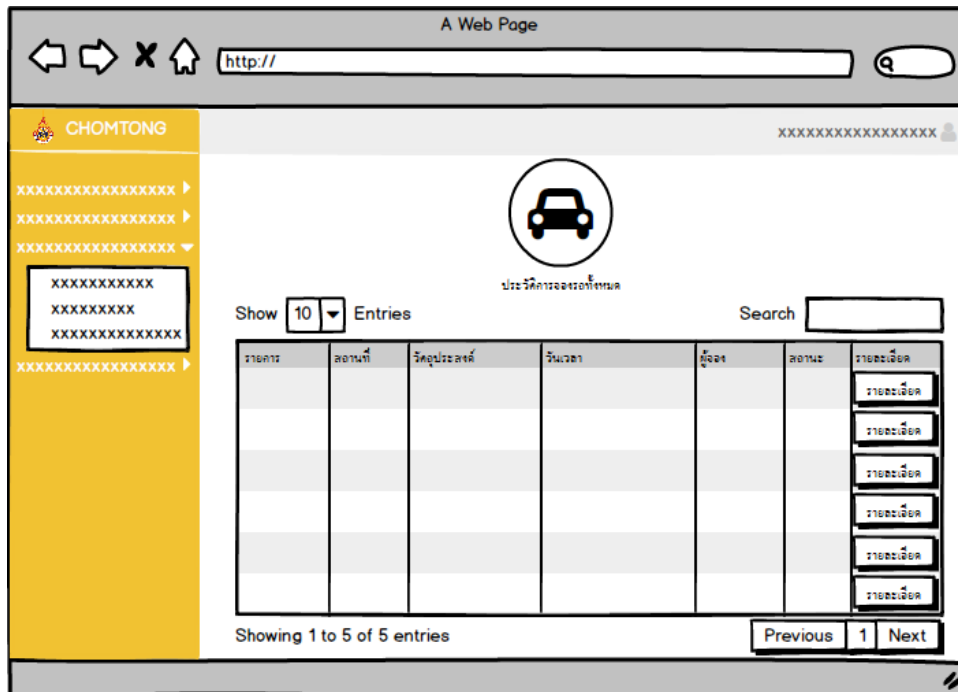 A Web Page
http://
CHOMTONG
xxxxxxxxxxxxxxxxx
xxxxxxxxxxxxxxxxx
xxxxxxxxxxxxxxxxx
xxxxxxxxxxxxxxxxx
xxxxxxxxxxx
xxxxxxxxx
xxxxxxxxxxxxxx
xxxxxxxxxxxxxxxxx
ประวัติการจองรถทั้งหมด
Show 10 Entries Search
รายการ สถานที่ วัตถุประสงค์ วันเวลา ผู้จอง สถานะ รายละเอียด
รายละเอียด
รายละเอียด
รายละเอียด
รายละเอียด
รายละเอียด
รายละเอียด
Showing 1 to 5 of 5 entries Previous 1 Next